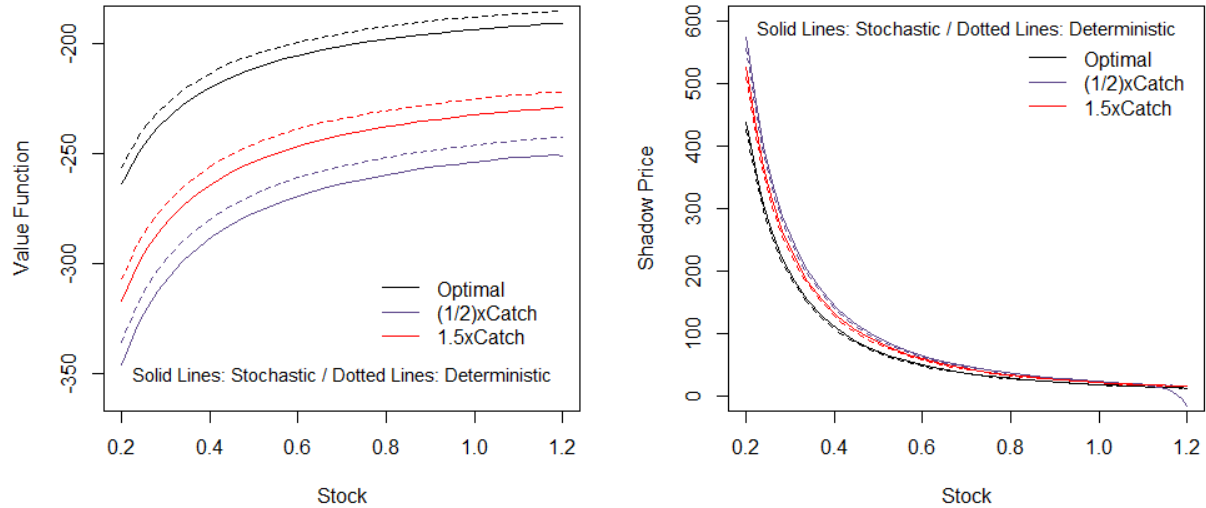 Value Function
-200
-250
-300
-350
Optimal
(1/2)xCatch
1.5xCatch
Solid Lines: Stochastic / Dotted Lines: Deterministic
0.2 0.4 0.6 0.8 1.0 1.2
Stock
Shadow Price
600
500
400
300
200
100
0
Solid Lines: Stochastic / Dotted Lines: Deterministic
Optimal
(1/2)xCatch
1.5xCatch
0.2 0.4 0.6 0.8 1.0 1.2
Stock